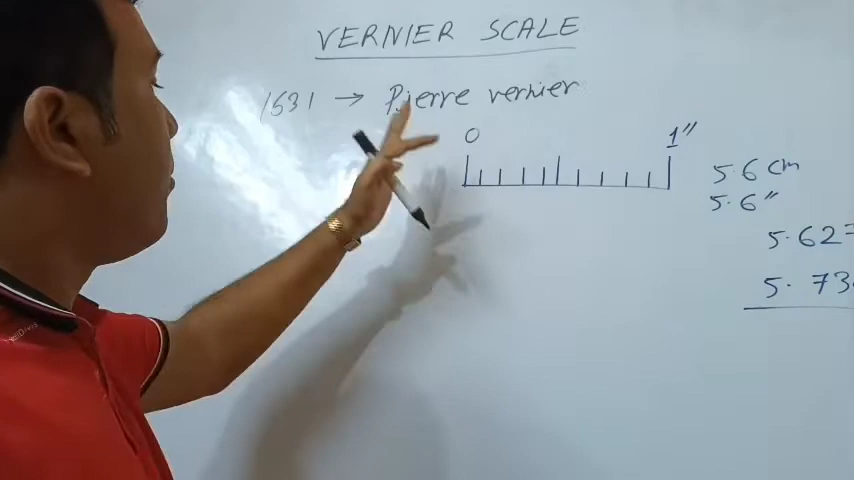 VERNIER SCALE
1631 → Pierre vernier
0 1"
5.6 cm
5.6"
5.62
5.73